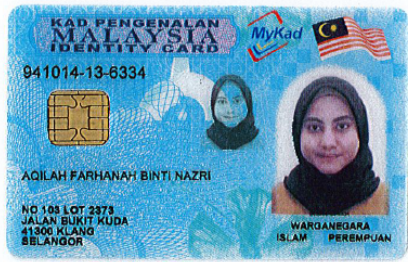 KAD PENGENALAN
MALAYSIA
IDENTITY CARD
MyKad
941014-13-6334
AQILAH FARHANAH BINTI NAZRI
NO 103 LOT 2373
JALAN BUKIT KUDA
41300 KLANG
SELANGOR
WARGANEGARA
ISLAM PEREMPUAN